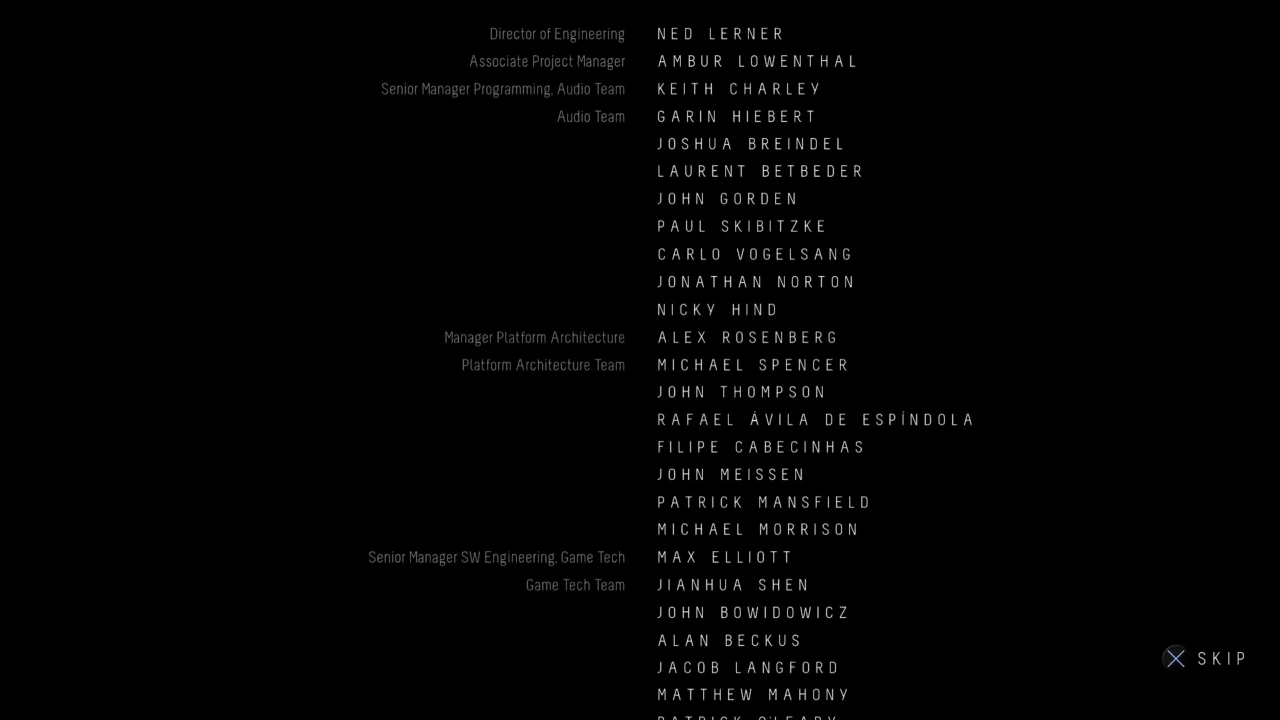 Director of Engineering NED LERNER
Associate Project Manager AMBUR LOWENTHAL
Senior Manager Programming, Audio Team KEITH CHARLEY
Audio Team GARIN HIEBERT
JOSHUA BREINDEL
LAURENT BETBEDER
JOHN GORDEN
PAUL SKIBITZKE
CARLO VOGELSANG
JONATHAN NORTON
NICKY HIND
Manager Platform Architecture ALEX ROSENBERG
Platform Architecture Team MICHAEL SPENCER
JOHN THOMPSON
RAFAEL ÁVILA DE ESPÍNDOLA
FILIPE CABECINHAS
JOHN MEISSEN
PATRICK MANSFIELD
MICHAEL MORRISON
Senior Manager SW Engineering, Game Tech MAX ELLIOTT
Game Tech Team JIANHUA SHEN
JOHN BOWIDOWICZ
ALAN BECKUS
SKIP
JACOB LANGFORD
MATTHEW MAHONY
PATRICK O'LEARY